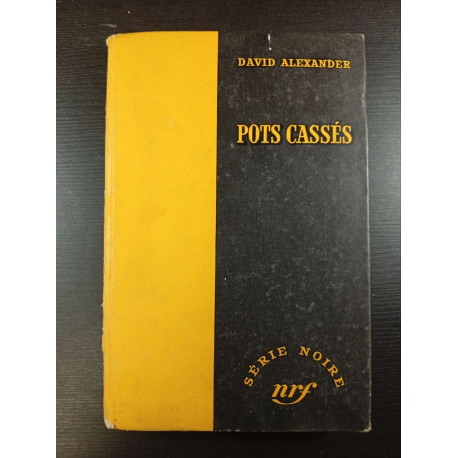 DAVID ALEXANDER
POTS CASSÉS
SÉRIE NOIRE
nrf